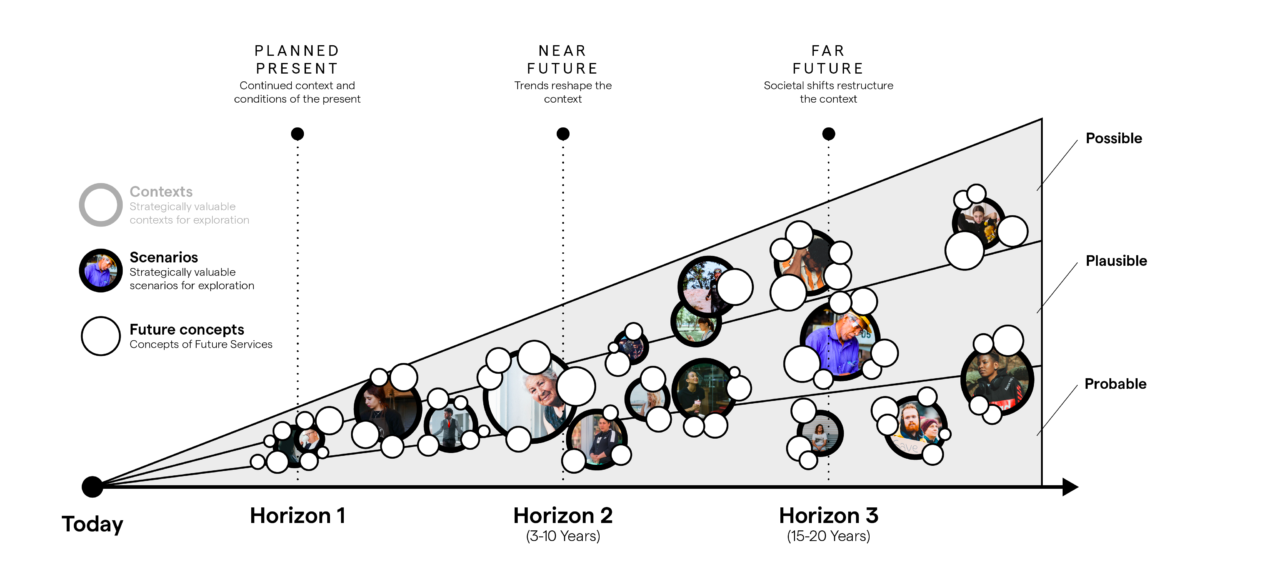 PLANNED
PRESENT
Continued context and
conditions of the present
NEAR
FUTURE
Trends reshape the
context
FAR
FUTURE
Societal shifts restructure
the context
Possible
Contexts
Strategically valuable
contexts for exploration
Scenarios
Strategically valuable
scenarios for exploration
Plausible
Future concepts
Concepts of Future Services
Probable
Today
Horizon 1
Horizon 2
(3-10 Years)
Horizon 3
(15-20 Years)